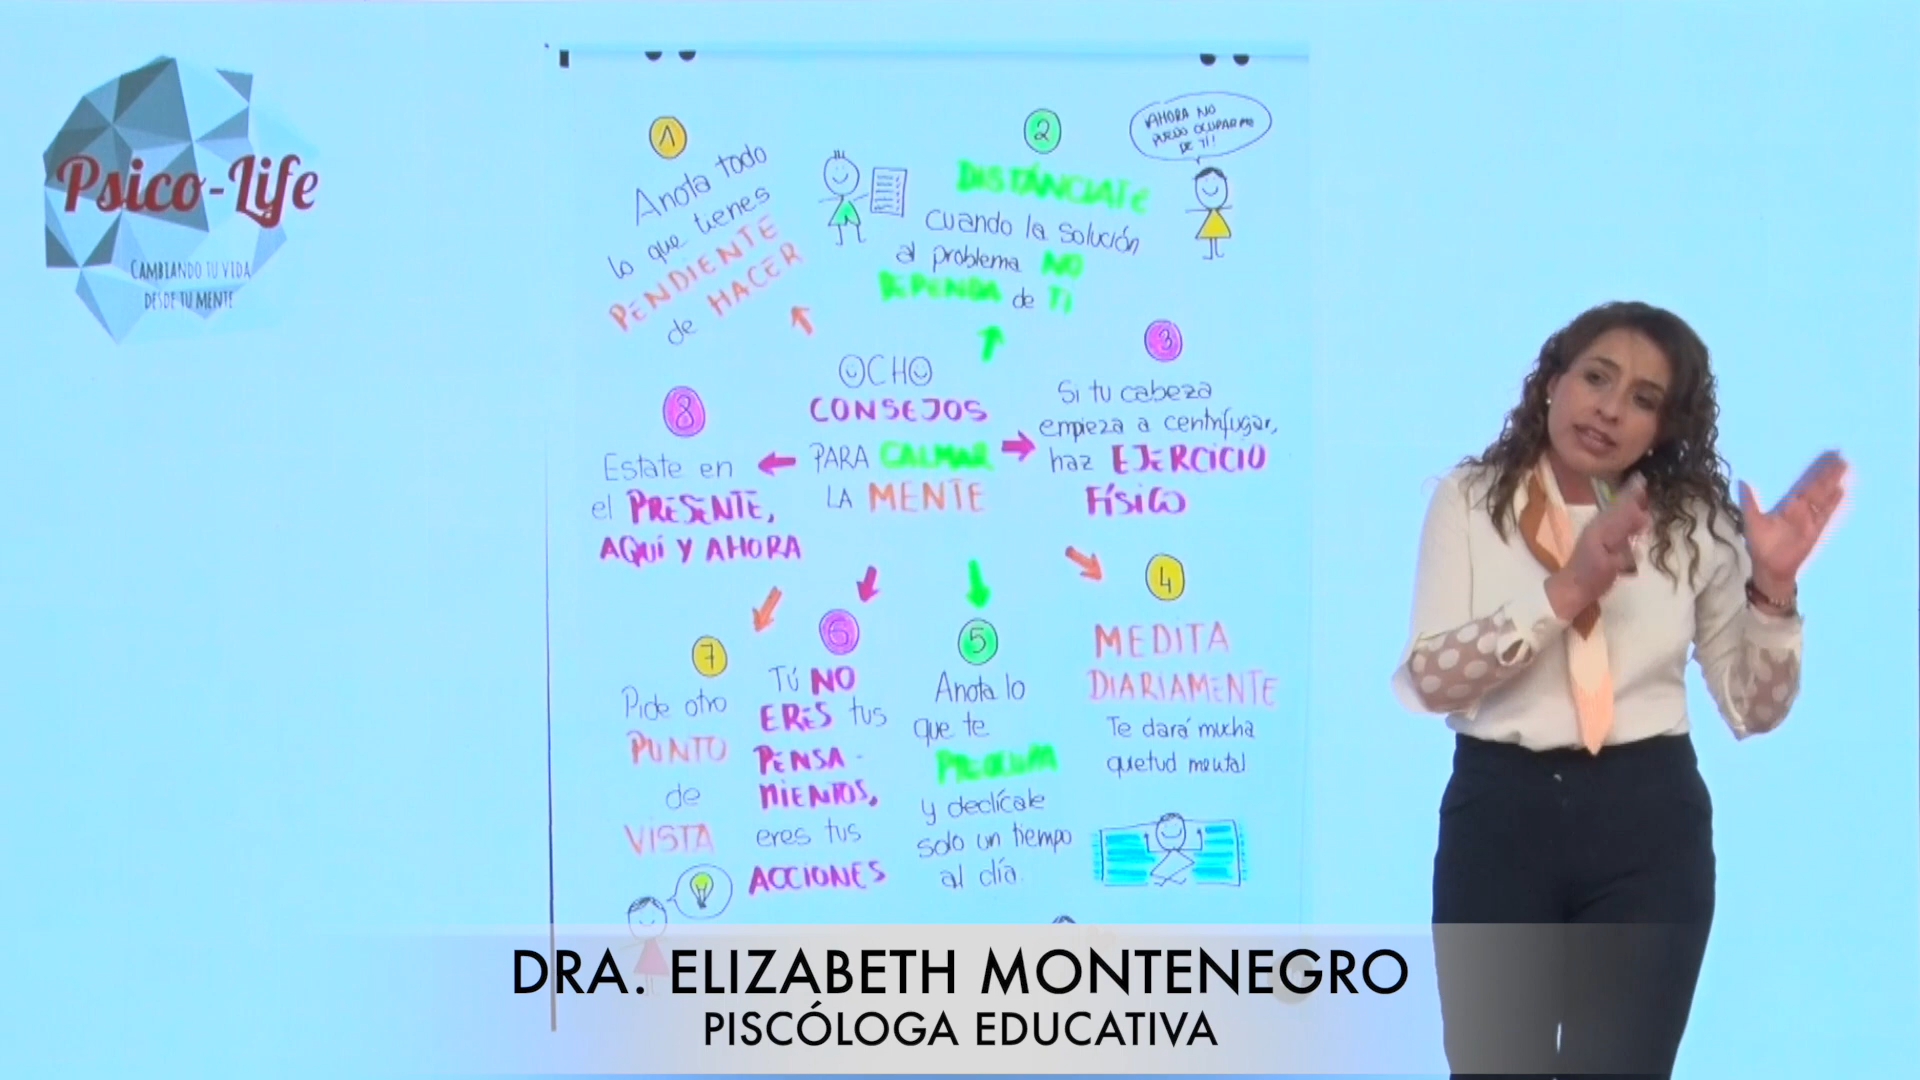 Psico-Life
CAMBIANDO TU VIDA
DESDE TU MENTE
1
Anota todo
lo que tienes
PENDIENTE
de HACER
2
DISTÁNCIATE
cuando la solución
al problema NO
DEPENDA de TI
¡AHORA NO
PUEDO OCUPARME
DE TÍ!
OCHO
CONSEJOS
PARA CALMAR
LA MENTE
3
Si tu cabeza
empieza a centrifugar,
haz EJERCICIO
FÍSICO
4
MEDITA
DIARIAMENTE
Te dará mucha
quietud mental
5
Anota lo
que te
PREOCUPA
y dedícale
solo un tiempo
al día.
6
Tú NO
ERES tus
PENSA-
MIENTOS,
eres tus
ACCIONES
7
Pide otro
PUNTO
de
VISTA
8
Estate en
el PRESENTE,
AQUÍ Y AHORA
DRA. ELIZABETH MONTENEGRO
PISCÓLOGA EDUCATIVA